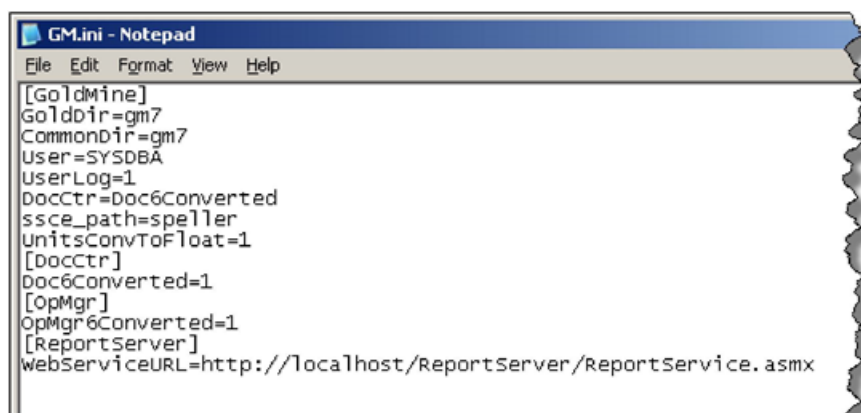 GM.ini - Notepad
File Edit Format View Help
[GoldMine]
GoldDir=gm7
CommonDir=gm7
User=SYSDBA
UserLog=1
DocCtr=Doc6Converted
ssce_path=speller
UnitsConvToFloat=1
[DocCtr]
Doc6Converted=1
[OpMgr]
OpMgr6Converted=1
[ReportServer]
WebServiceURL=http://localhost/ReportServer/ReportService.asmx